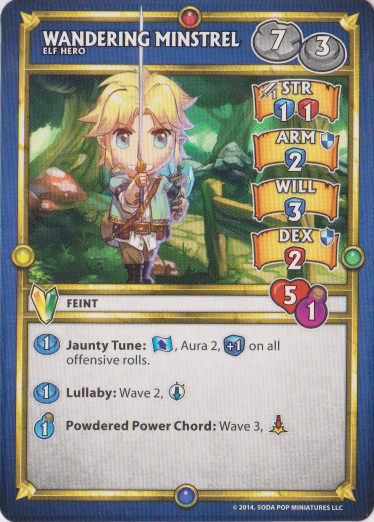 WANDERING MINSTREL
ELF HERO
7 3
STR
1 1
ARM
2
WILL
3
DEX
2
5
1
FEINT
1 Jaunty Tune: , Aura 2, +1 on all
offensive rolls.
1 Lullaby: Wave 2,
1 Powdered Power Chord: Wave 3,
© 2014, SODA POP MINIATURES LLC